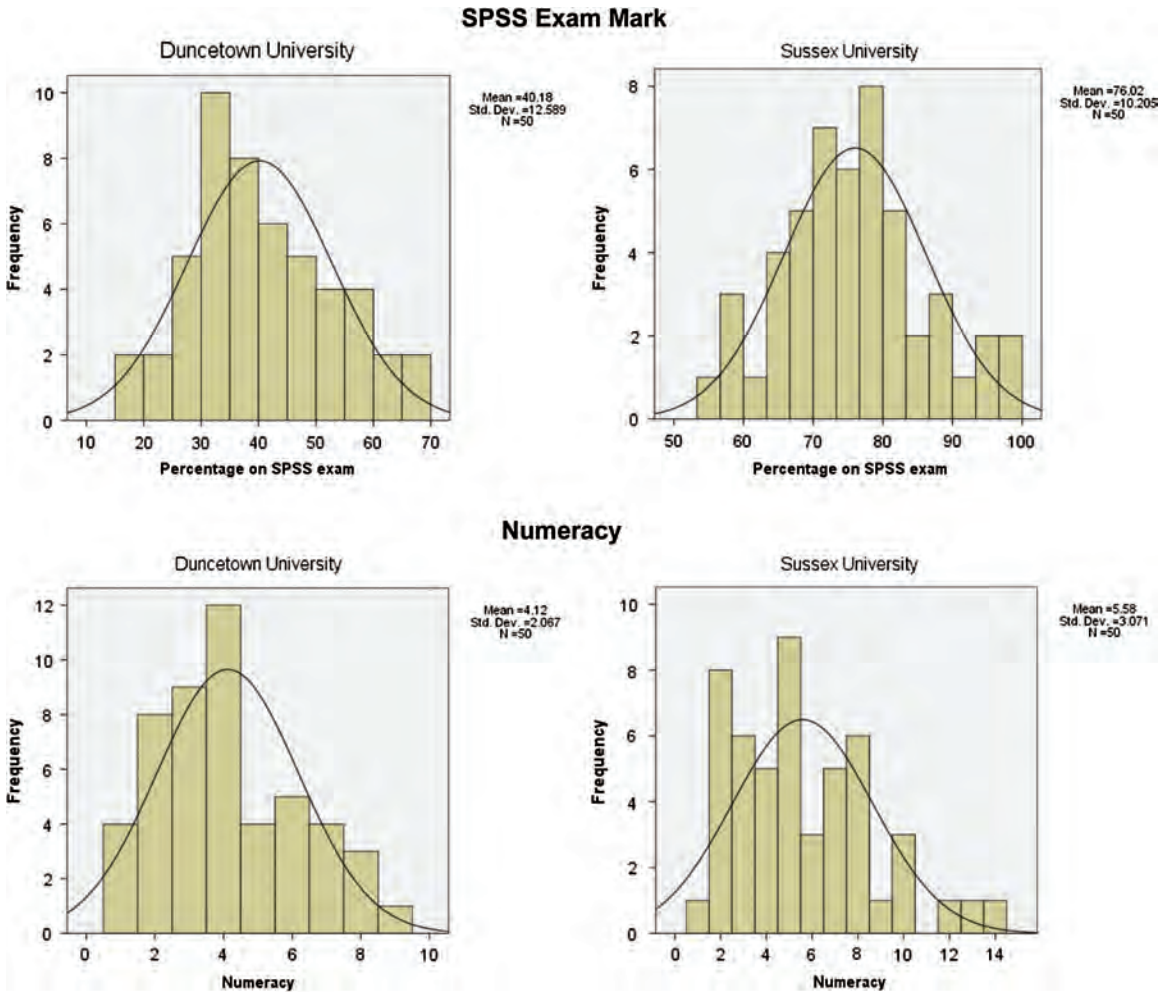 SPSS Exam Mark
Duncetown University
Mean =40.18
Std. Dev. =12.589
N =50
10
8
6
4
2
0
Frequency
10 20 30 40 50 60 70
Percentage on SPSS exam
Sussex University
Mean =76.02
Std. Dev. =10.205
N =50
8
6
4
2
0
Frequency
50 60 70 80 90 100
Percentage on SPSS exam
Numeracy
Duncetown University
Mean =4.12
Std. Dev. =2.067
N =50
12
10
8
6
4
2
0
Frequency
0 2 4 6 8 10
Numeracy
Sussex University
Mean =5.58
Std. Dev. =3.071
N =50
10
8
6
4
2
0
Frequency
0 2 4 6 8 10 12 14
Numeracy